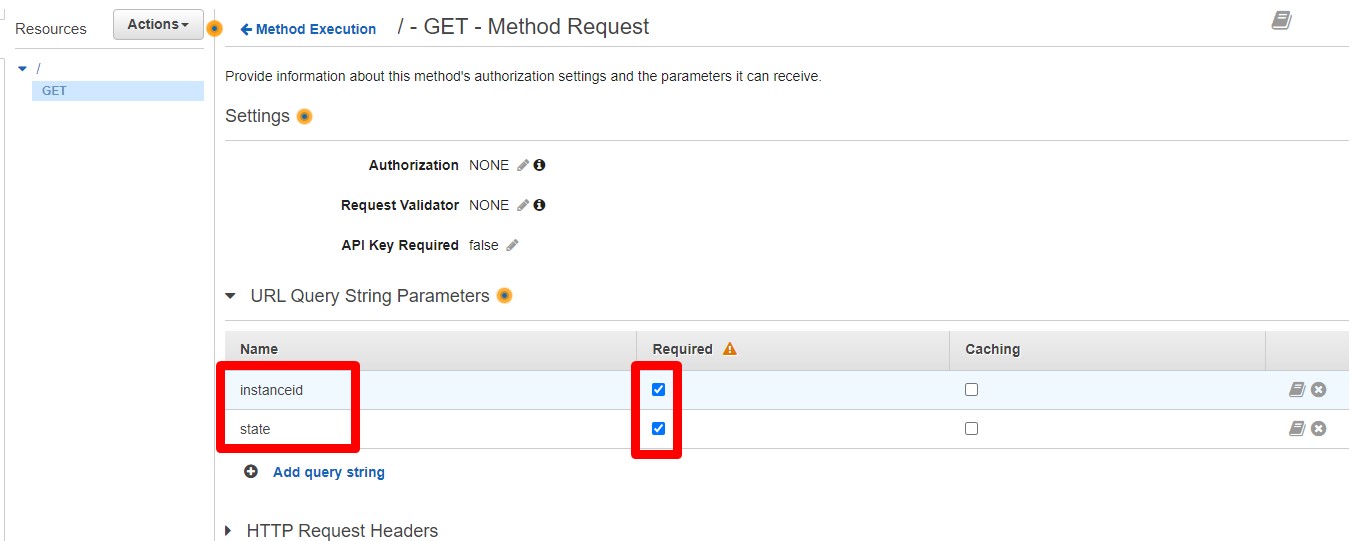 Resources
Actions
Method Execution / - GET - Method Request
/
GET
Provide information about this method's authorization settings and the parameters it can receive.
Settings
Authorization NONE
Request Validator NONE
API Key Required false
URL Query String Parameters
Name Required Caching
instanceid
state
Add query string
HTTP Request Headers